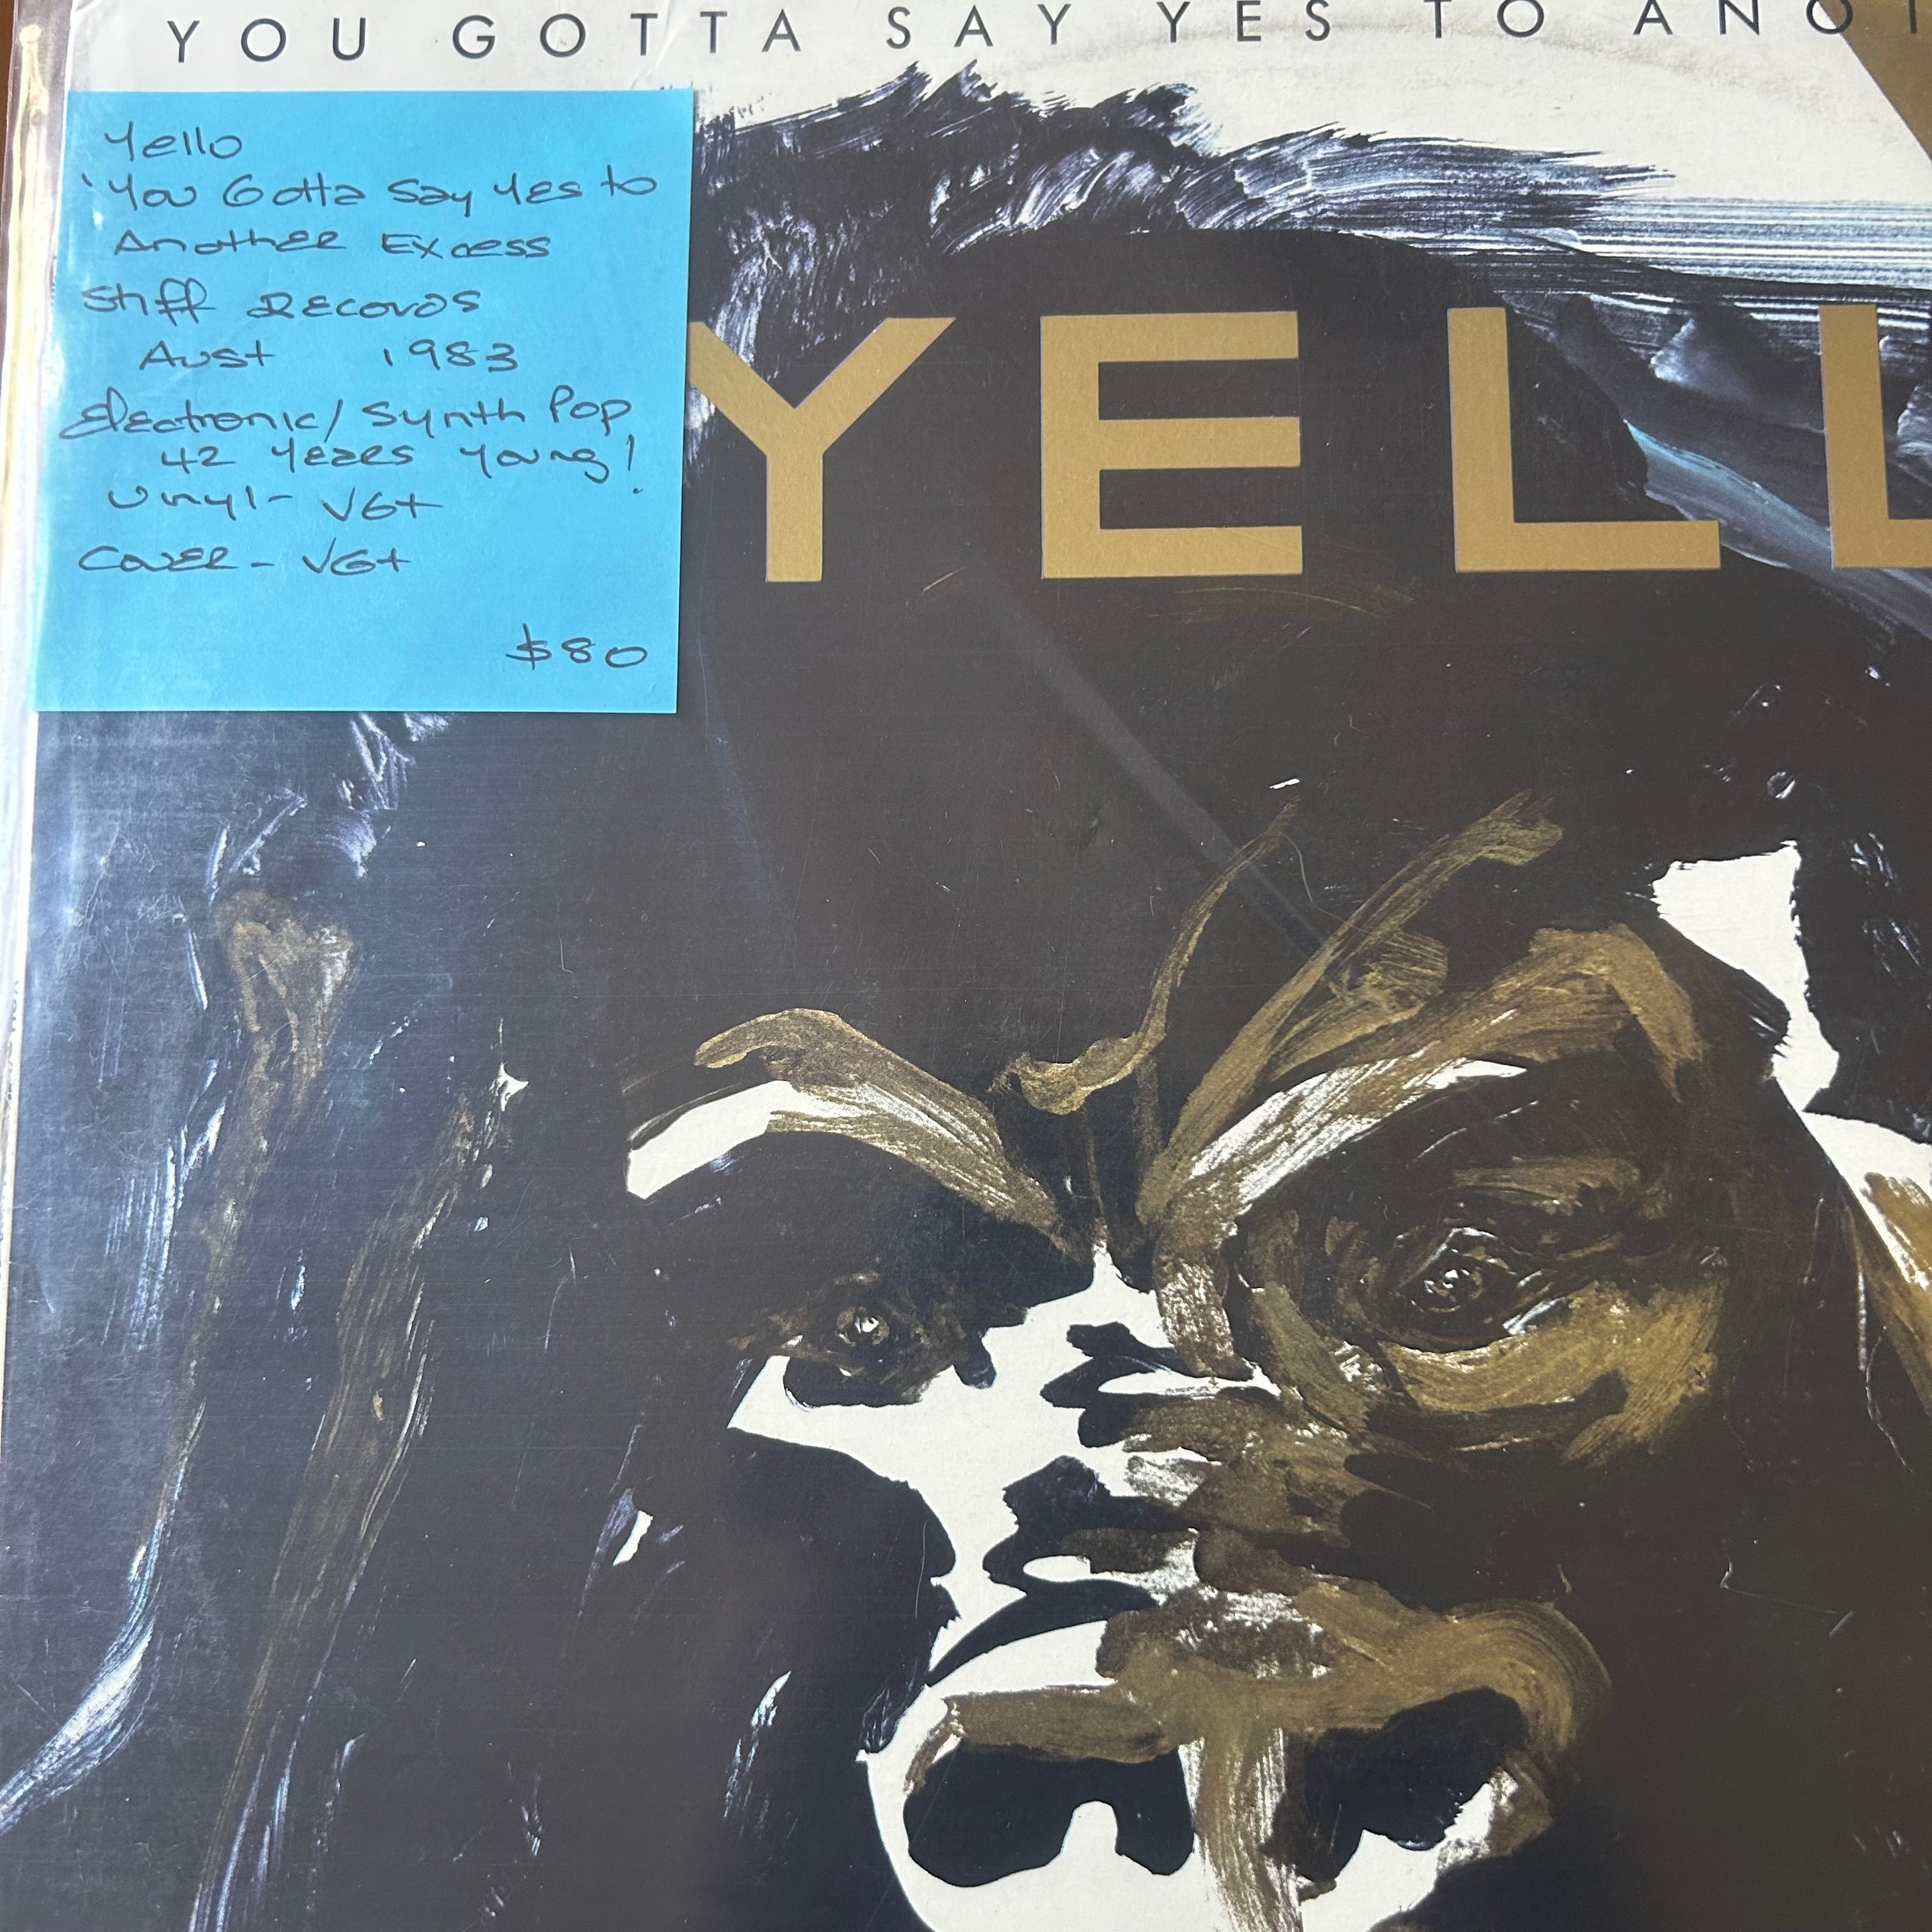 YOU GOTTA SAY YES TO ANOT
Yello
'You Gotta Say Yes to
Another Excess
Stiff Records
Aust 1983
Electronic/ Synth Pop
42 Years Young!
Vinyl - VG+
Cover - VG+
$80
YELL